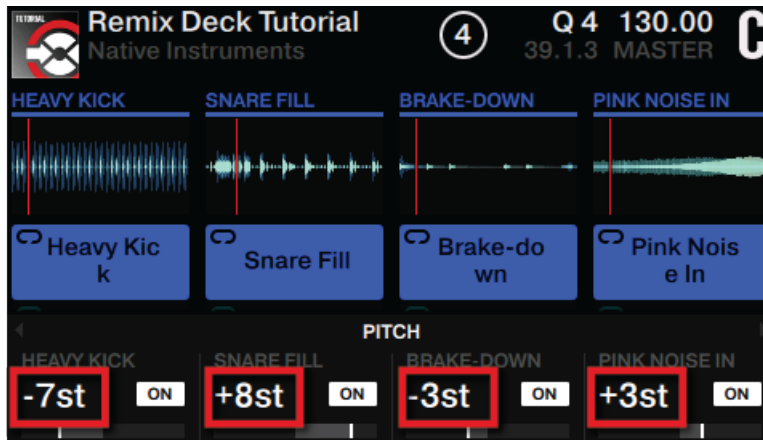 TUTORIAL
Remix Deck Tutorial
Native Instruments
4
Q 4 130.00
39.1.3 MASTER
C
HEAVY KICK SNARE FILL BRAKE-DOWN PINK NOISE IN
Heavy Kic
k
Snare Fill
Brake-do
wn
Pink Nois
e In
PITCH
HEAVY KICK SNARE FILL BRAKE-DOWN PINK NOISE IN
-7st ON +8st ON -3st ON +3st ON